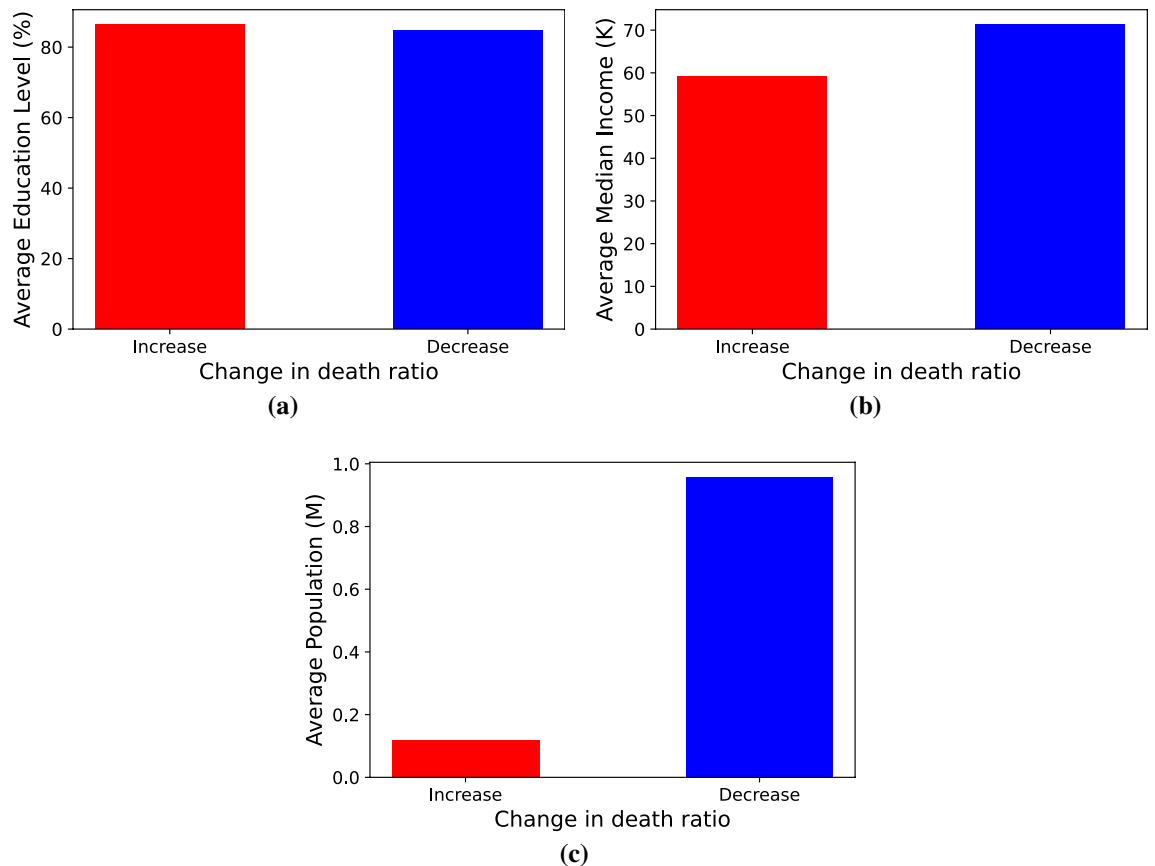 Average Education Level (%)
80
60
40
20
0
Increase
Decrease
Change in death ratio
(a)
Average Median Income (K)
70
60
50
40
30
20
10
0
Increase
Decrease
Change in death ratio
(b)
Average Population (M)
1.0
0.8
0.6
0.4
0.2
0.0
Increase
Decrease
Change in death ratio
(c)